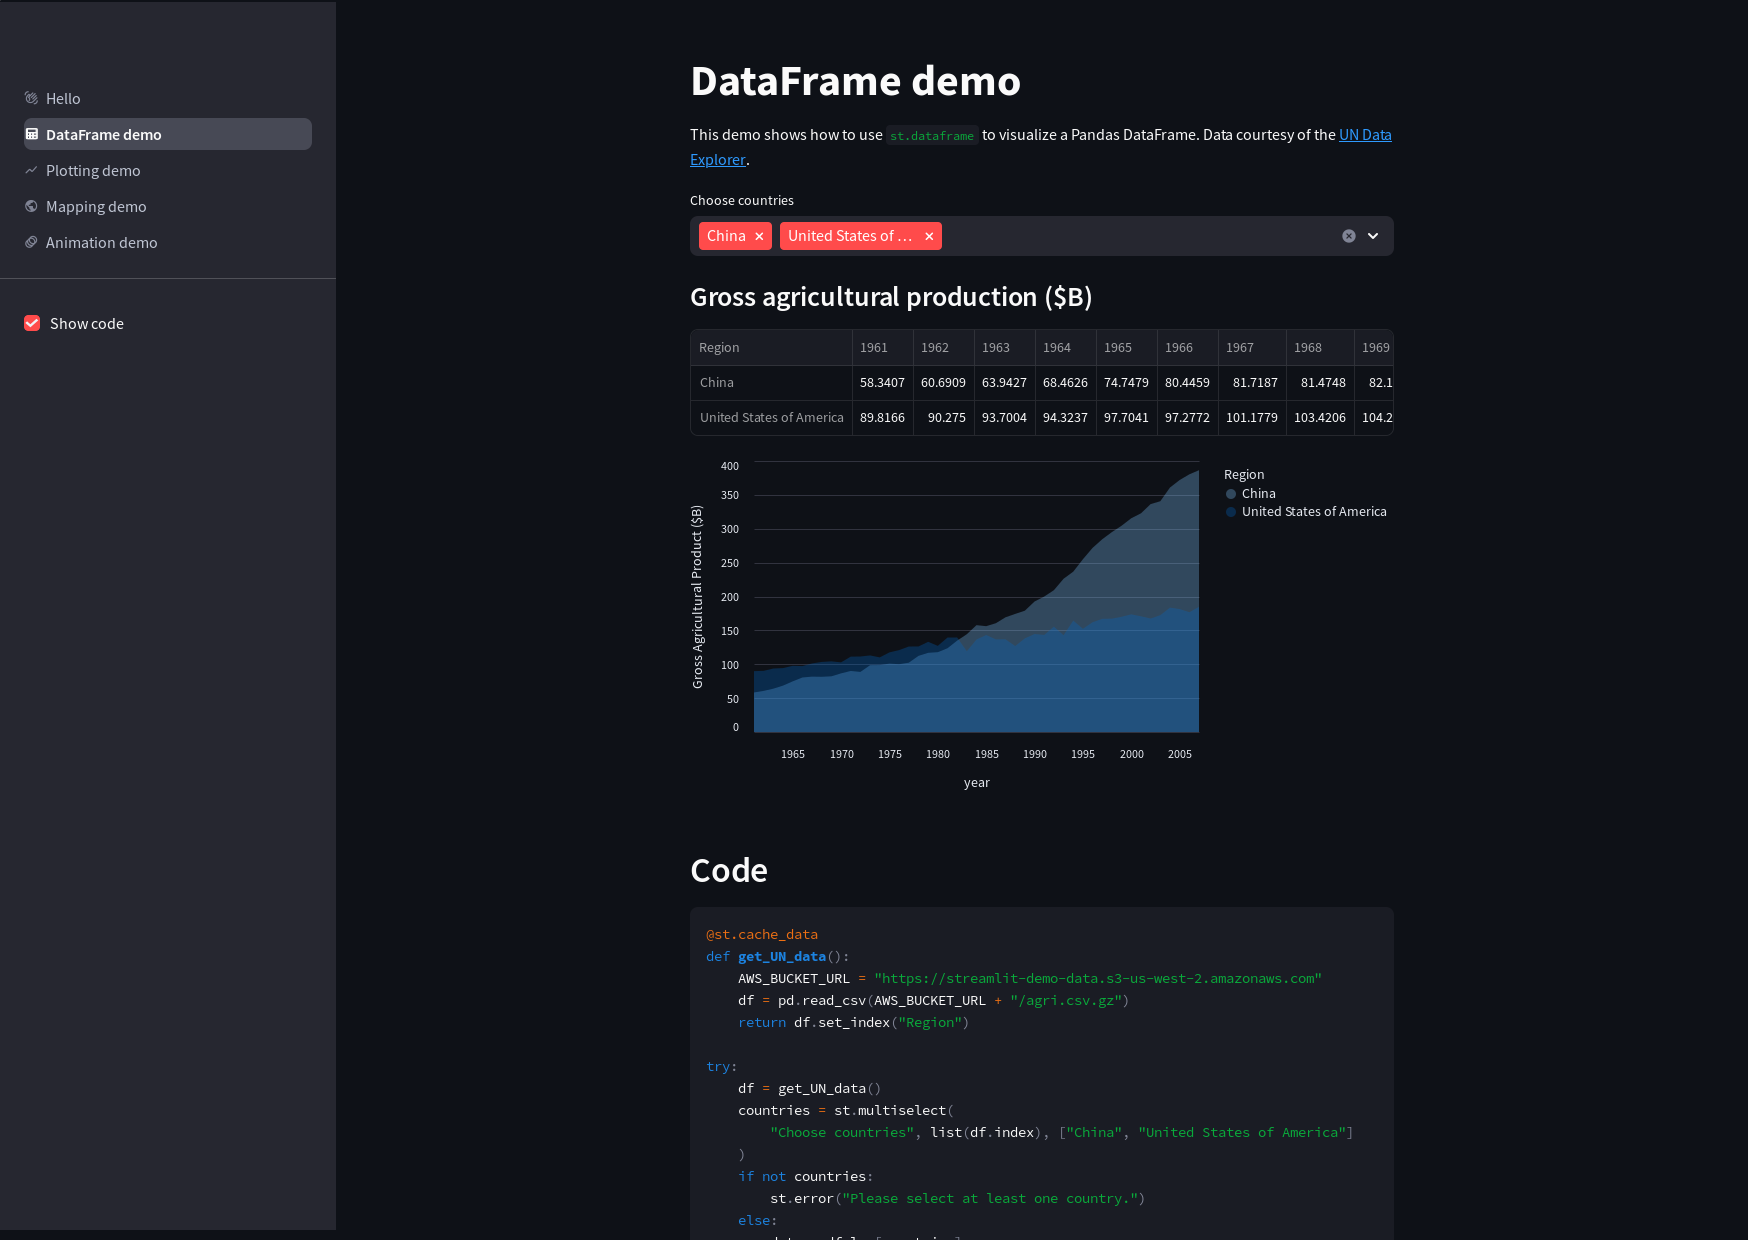 Hello
DataFrame demo
Plotting demo
Mapping demo
Animation demo
Show code
DataFrame demo
This demo shows how to use st.dataframe to visualize a Pandas DataFrame. Data courtesy of the UN Data
Explorer.
Choose countries
China
United States of ...
Gross agricultural production ($B)
Region 1961 1962 1963 1964 1965 1966 1967 1968 1969
China 58.3407 60.6909 63.9427 68.4626 74.7479 80.4459 81.7187 81.4748 82.1
United States of America 89.8166 90.275 93.7004 94.3237 97.7041 97.2772 101.1779 103.4206 104.2
Gross Agricultural Product ($B)
400
350
300
250
200
150
100
50
0
1965 1970 1975 1980 1985 1990 1995 2000 2005
year
Region
China
United States of America
Code
@st.cache_data
def get_UN_data():
    AWS_BUCKET_URL = "https://streamlit-demo-data.s3-us-west-2.amazonaws.com"
    df = pd.read_csv(AWS_BUCKET_URL + "/agri.csv.gz")
    return df.set_index("Region")
try:
    df = get_UN_data()
    countries = st.multiselect(
        "Choose countries", list(df.index), ["China", "United States of America"]
    )
    if not countries:
        st.error("Please select at least one country.")
    else: